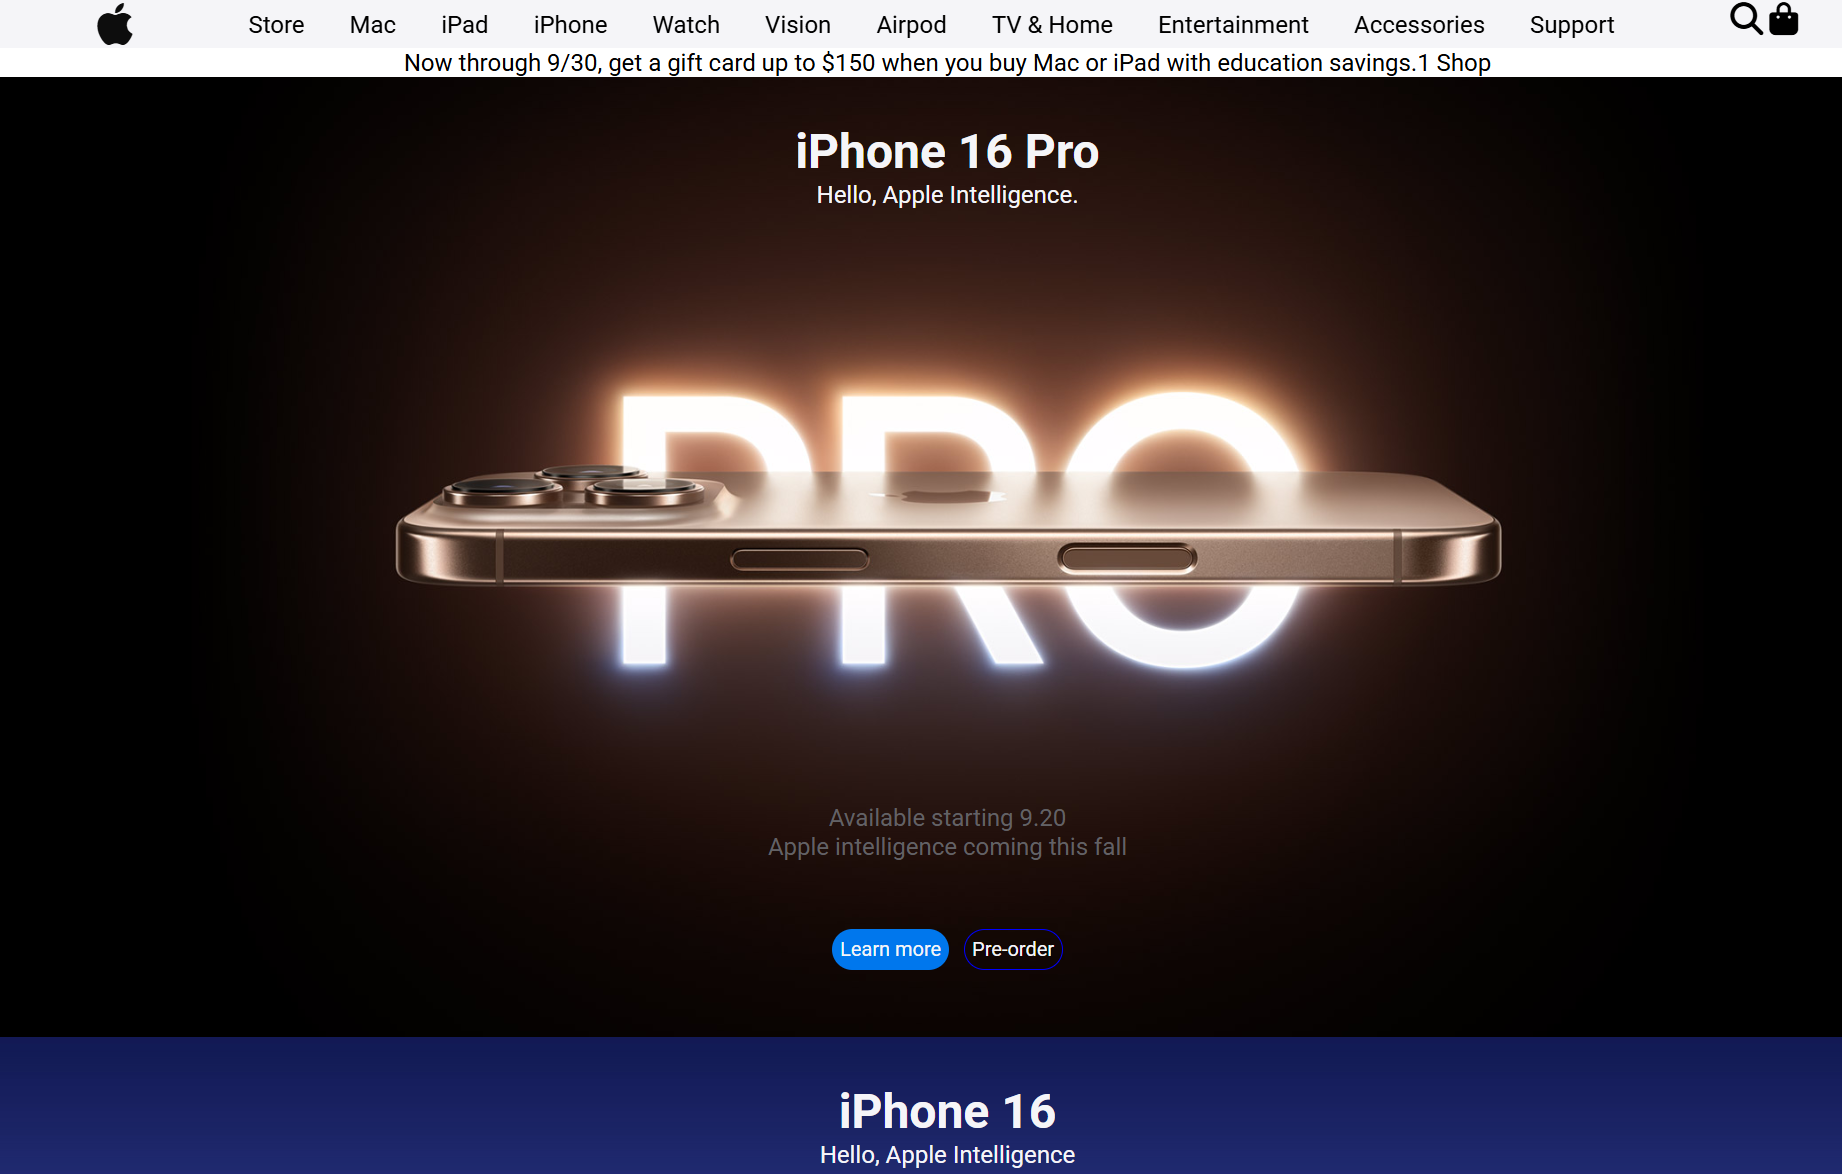 Store Mac iPad iPhone Watch Vision Airpod TV & Home Entertainment Accessories Support
Now through 9/30, get a gift card up to $150 when you buy Mac or iPad with education savings.1 Shop
iPhone 16 Pro
Hello, Apple Intelligence.
PRO
Available starting 9.20
Apple intelligence coming this fall
Learn more Pre-order
iPhone 16
Hello, Apple Intelligence